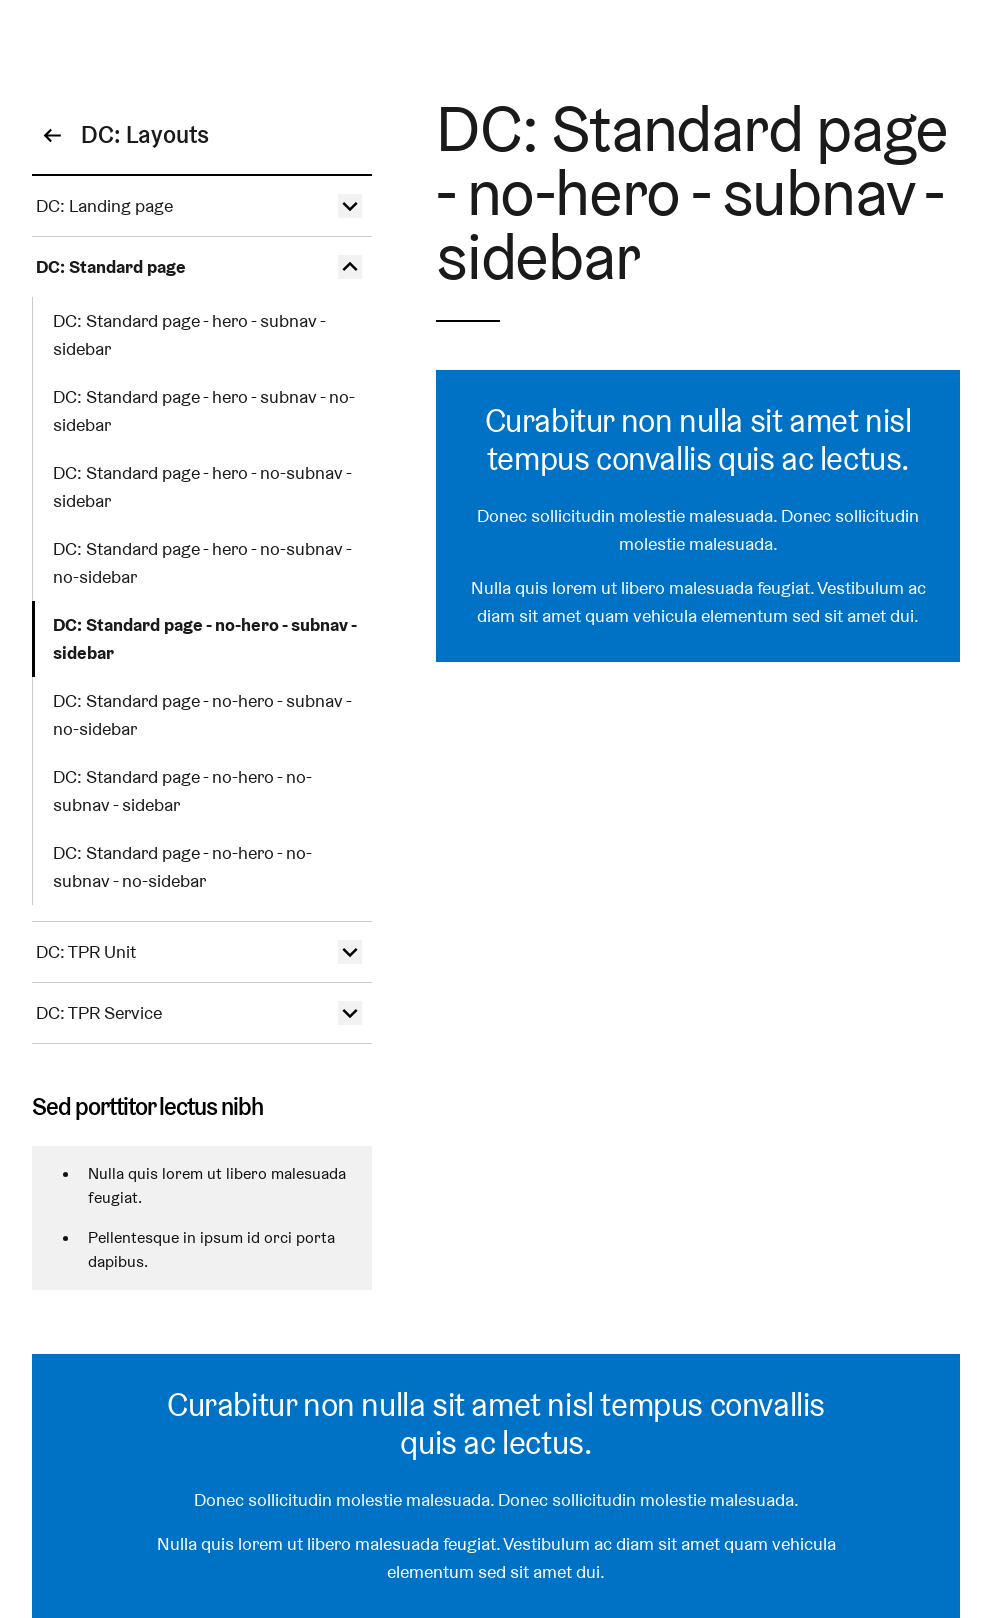 DC: Layouts
DC: Landing page
DC: Standard page
DC: Standard page - hero - subnav -
sidebar
DC: Standard page - hero - subnav - no-
sidebar
DC: Standard page - hero - no-subnav -
sidebar
DC: Standard page - hero - no-subnav -
no-sidebar
DC: Standard page - no-hero - subnav -
sidebar
DC: Standard page - no-hero - subnav -
no-sidebar
DC: Standard page - no-hero - no-
subnav - sidebar
DC: Standard page - no-hero - no-
subnav - no-sidebar
DC: TPR Unit
DC: TPR Service
Sed porttitor lectus nibh
• Nulla quis lorem ut libero malesuada
feugiat.
• Pellentesque in ipsum id orci porta
dapibus.
DC: Standard page
- no-hero - subnav -
sidebar
Curabitur non nulla sit amet nisl
tempus convallis quis ac lectus.
Donec sollicitudin molestie malesuada. Donec sollicitudin
molestie malesuada.
Nulla quis lorem ut libero malesuada feugiat. Vestibulum ac
diam sit amet quam vehicula elementum sed sit amet dui.
Curabitur non nulla sit amet nisl tempus convallis
quis ac lectus.
Donec sollicitudin molestie malesuada. Donec sollicitudin molestie malesuada.
Nulla quis lorem ut libero malesuada feugiat. Vestibulum ac diam sit amet quam vehicula
elementum sed sit amet dui.